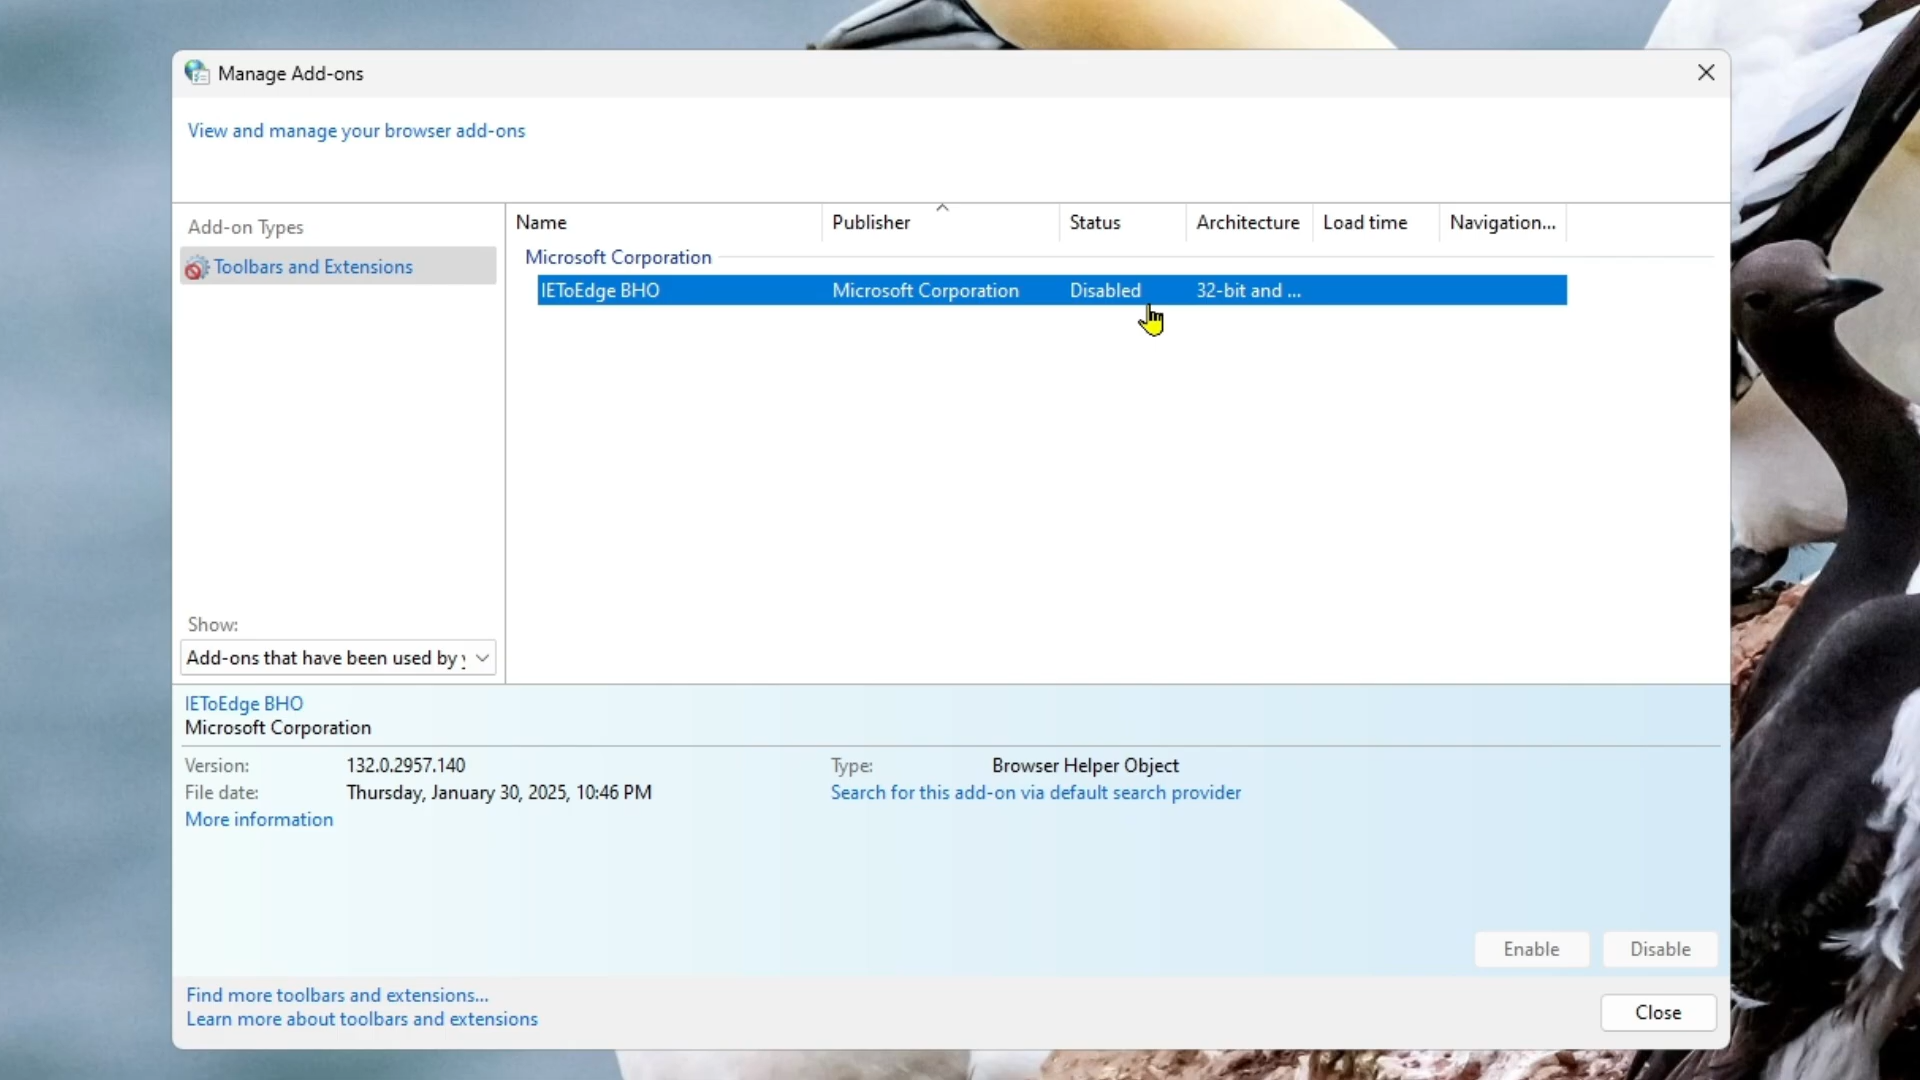 Manage Add-ons
View and manage your browser add-ons
Add-on Types
Toolbars and Extensions
Name Publisher Status Architecture Load time Navigation...
Microsoft Corporation
IEToEdge BHO Microsoft Corporation Disabled 32-bit and ...
Show:
Add-ons that have been used by
IEToEdge BHO
Microsoft Corporation
Version: 132.0.2957.140 Type: Browser Helper Object
File date: Thursday, January 30, 2025, 10:46 PM Search for this add-on via default search provider
More information
Enable Disable
Find more toolbars and extensions...
Learn more about toolbars and extensions
Close